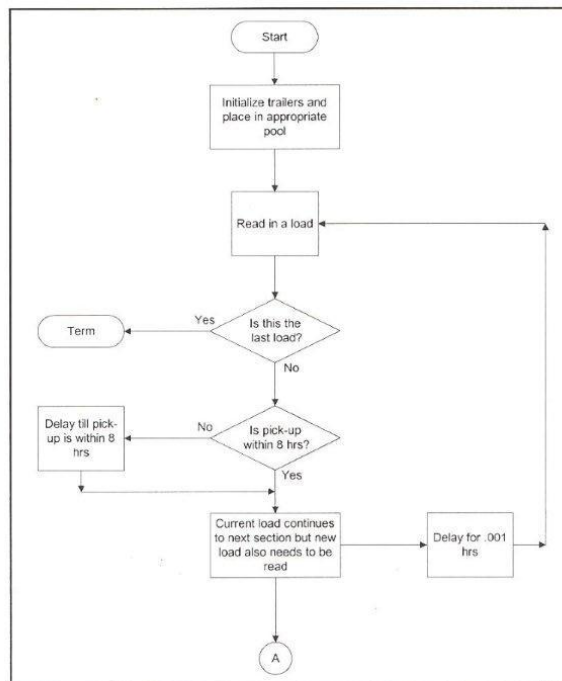 Start
Initialize trailers and
place in appropriate
pool
Read in a load
Yes
Is this the
last load?
Term
No
Delay till pick-
up is within 8
hrs
No
Is pick-up
within 8 hrs?
Yes
Current load continues
to next section but new
load also needs to be
read
Delay for .001
hrs
A